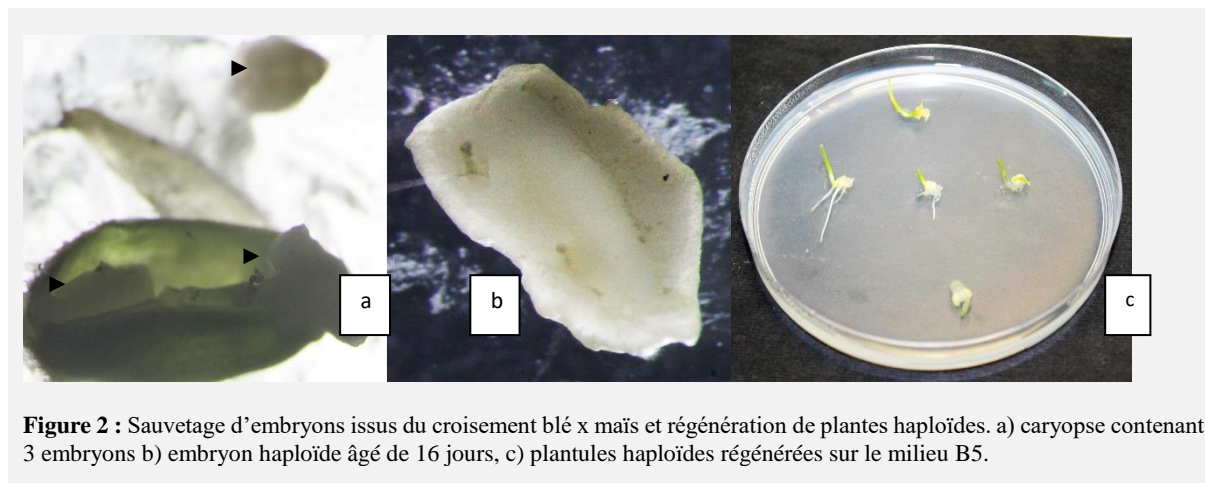 a
b
c
Figure 2 : Sauvetage d’embryons issus du croisement blé x maïs et régénération de plantes haploïdes. a) caryopse contenant
3 embryons b) embryon haploïde âgé de 16 jours, c) plantules haploïdes régénérées sur le milieu B5.